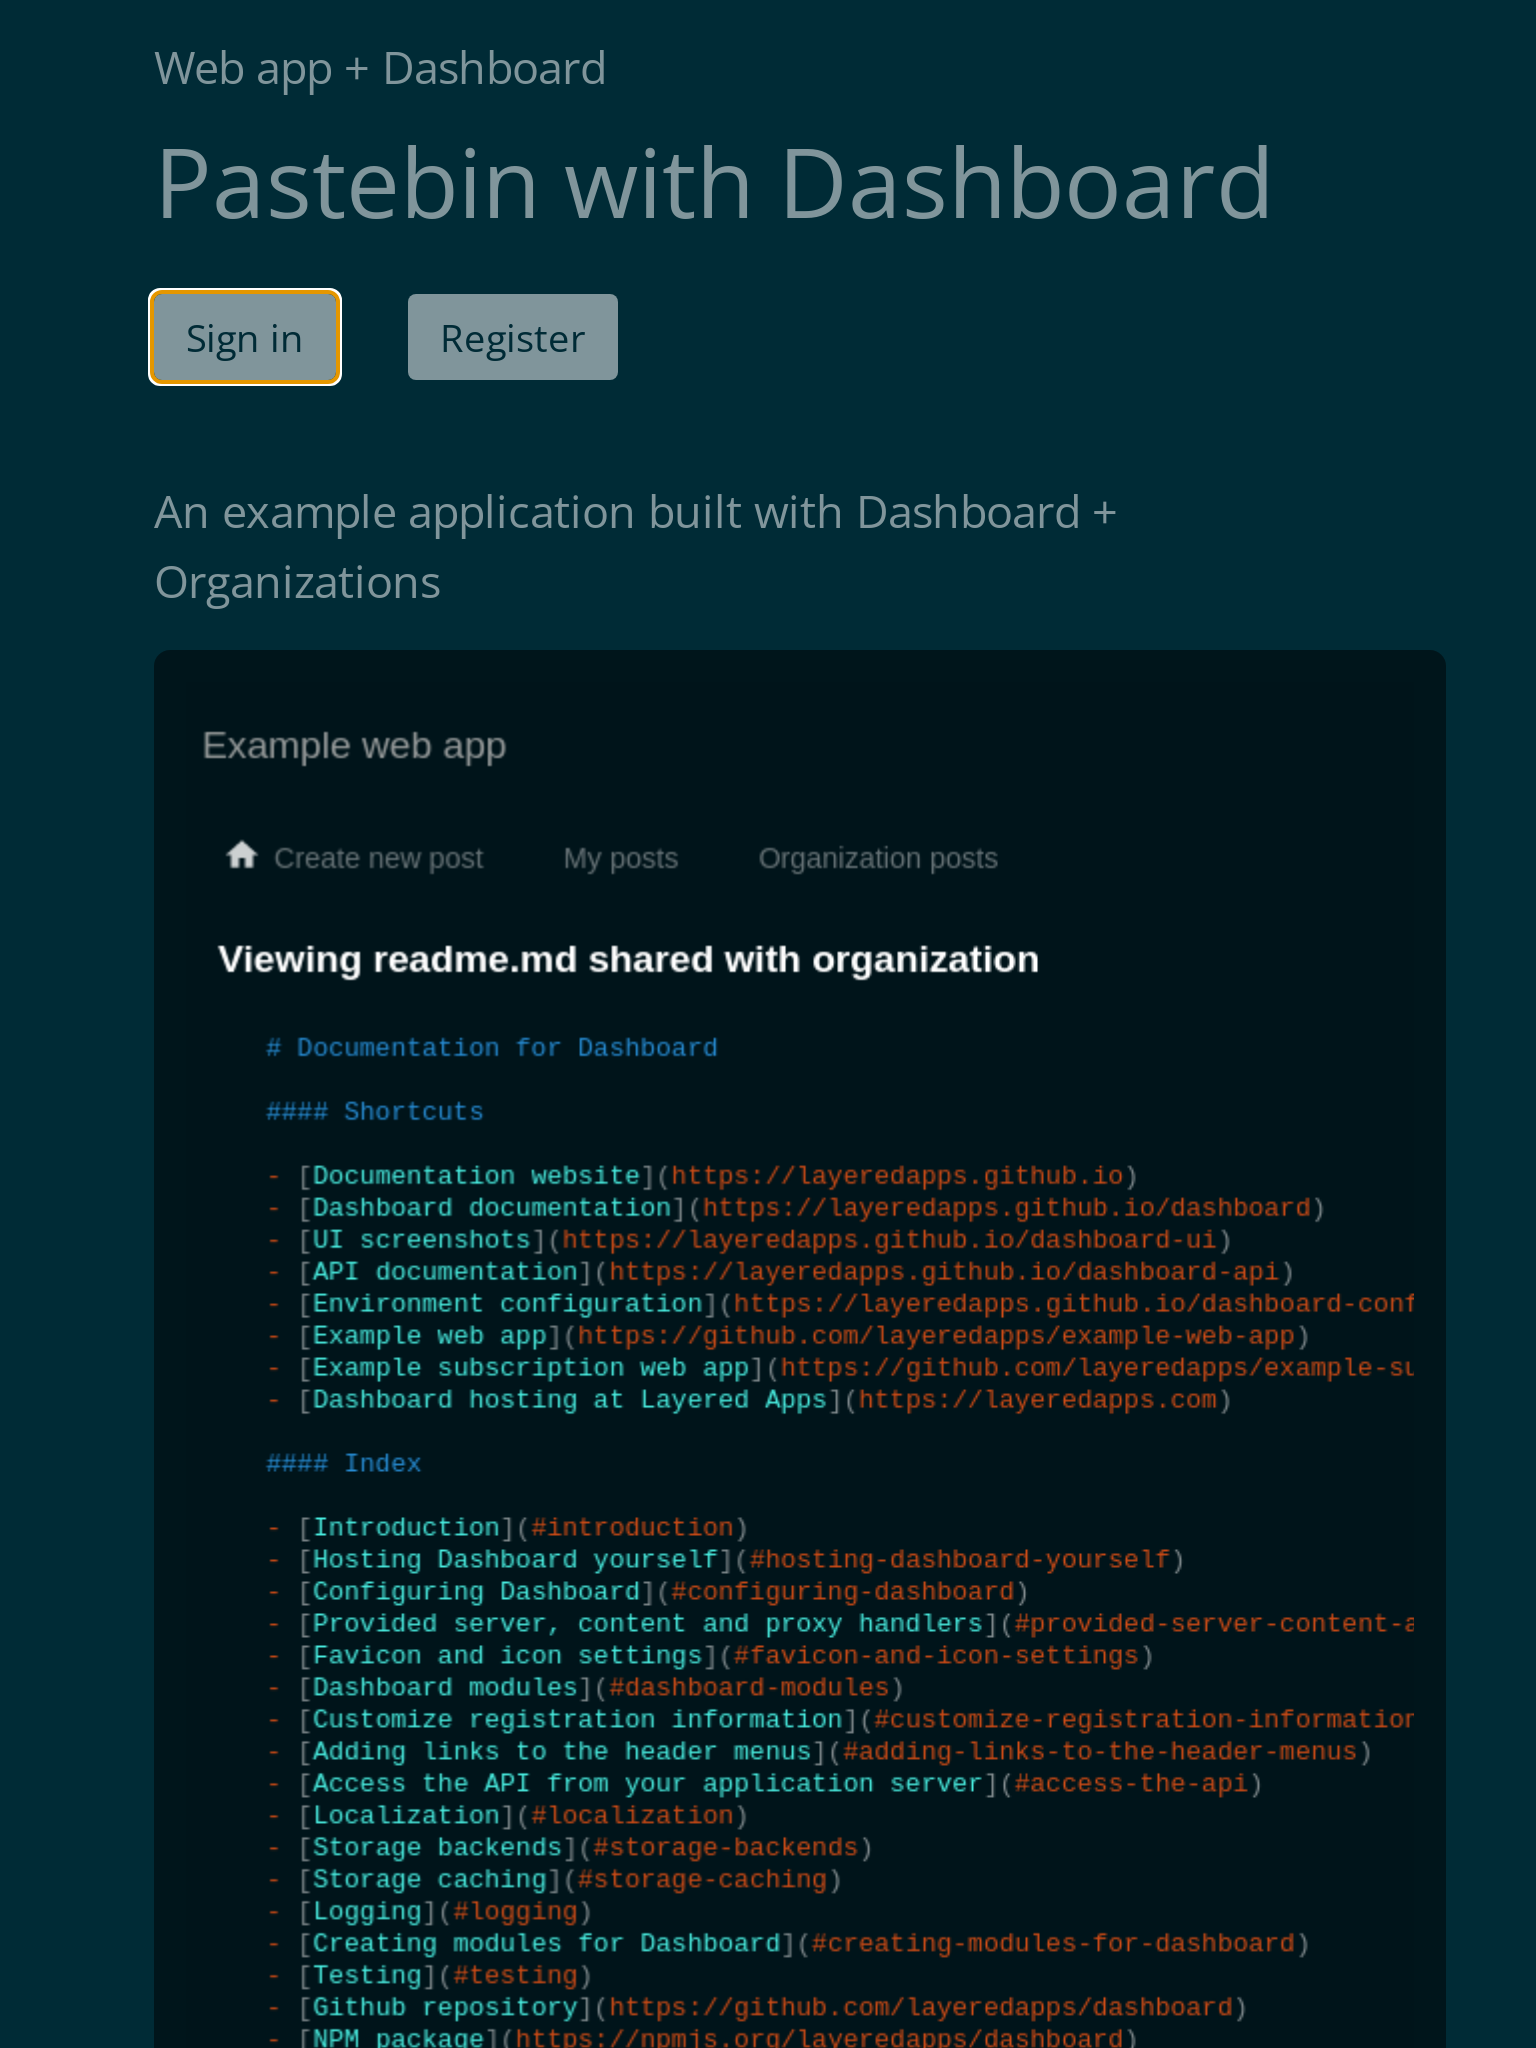 Web app + Dashboard
Pastebin with Dashboard
Sign in Register
An example application built with Dashboard +
Organizations
Example web app
Create new post My posts Organization posts
Viewing readme.md shared with organization
# Documentation for Dashboard
#### Shortcuts
- [Documentation website](https://layeredapps.github.io)
- [Dashboard documentation](https://layeredapps.github.io/dashboard)
- [UI screenshots](https://layeredapps.github.io/dashboard-ui)
- [API documentation](https://layeredapps.github.io/dashboard-api)
- [Environment configuration](https://layeredapps.github.io/dashboard-conf
- [Example web app](https://github.com/layeredapps/example-web-app)
- [Example subscription web app](https://github.com/layeredapps/example-su
- [Dashboard hosting at Layered Apps](https://layeredapps.com)
#### Index
- [Introduction](#introduction)
- [Hosting Dashboard yourself](#hosting-dashboard-yourself)
- [Configuring Dashboard](#configuring-dashboard)
- [Provided server, content and proxy handlers](#provided-server-content-a
- [Favicon and icon settings](#favicon-and-icon-settings)
- [Dashboard modules](#dashboard-modules)
- [Customize registration information](#customize-registration-information
- [Adding links to the header menus](#adding-links-to-the-header-menus)
- [Access the API from your application server](#access-the-api)
- [Localization](#localization)
- [Storage backends](#storage-backends)
- [Storage caching](#storage-caching)
- [Logging](#logging)
- [Creating modules for Dashboard](#creating-modules-for-dashboard)
- [Testing](#testing)
- [Github repository](https://github.com/layeredapps/dashboard)
- [NPM package](https://npmjs.org/layeredapps/dashboard)